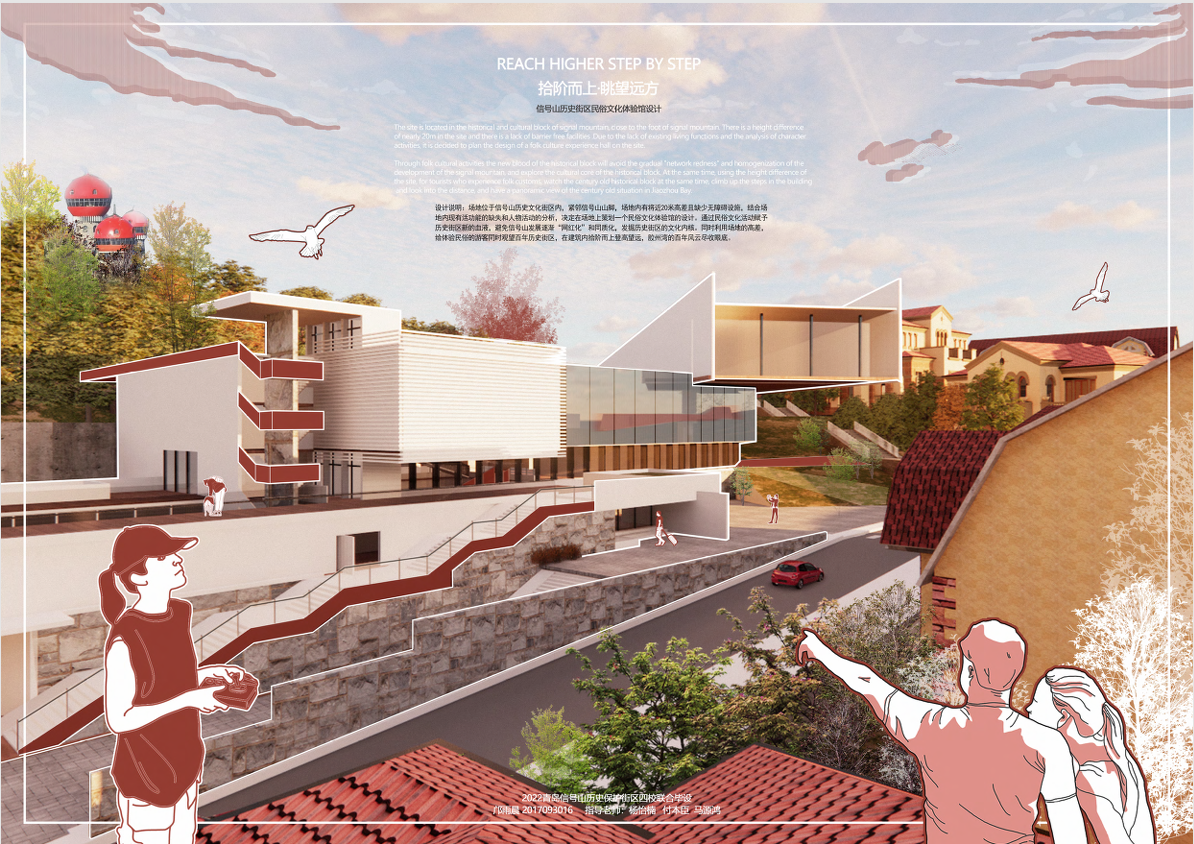 REACH HIGHER STEP BY STEP
拾阶而上·眺望远方
信号山历史街区民俗文化体验馆设计
The site is located in the historical and cultural block of signal mountain, close to the foot of signal mountain. There is a height difference
of nearly 20m in the site and there is a lack of barrier free facilities. Due to the lack of existing living functions and the analysis of character
activities, it is decided to plan the design of a folk culture experience hall on the site.
Through folk cultural activities the new blood of the historical block will avoid the gradual "network redness" and homogenization of the
development of the signal mountain, and explore the cultural core of the historical block. At the same time, using the height difference of
the site, for tourists who experience folk customs, watch the century old historical block at the same time, climb up the steps in the building
and look into the distance, and have a panoramic view of the century old situation in Jiaozhou Bay.
设计说明：场地位于信号山历史文化街区内，紧邻信号山山脚，场地内有将近20米高差且缺少无障碍设施，结合场
地内现有活功能的缺失和人物活动的分析，决定在场地上策划一个民俗文化体验馆的设计。通过民俗文化活动赋予
历史街区新的血液，避免信号山发展逐渐“网红化”和同质化，发掘历史街区的文化内核。同时利用场地的高差，
给体验民俗的游客同时观望百年历史街区，在建筑内拾阶而上登高望远，胶州湾的百年风云尽收眼底。
2022青岛信号山历史保护街区四校联合毕设
邝雨晨 2017093016 指导老师：杨怡楠 付本臣 马源鸿